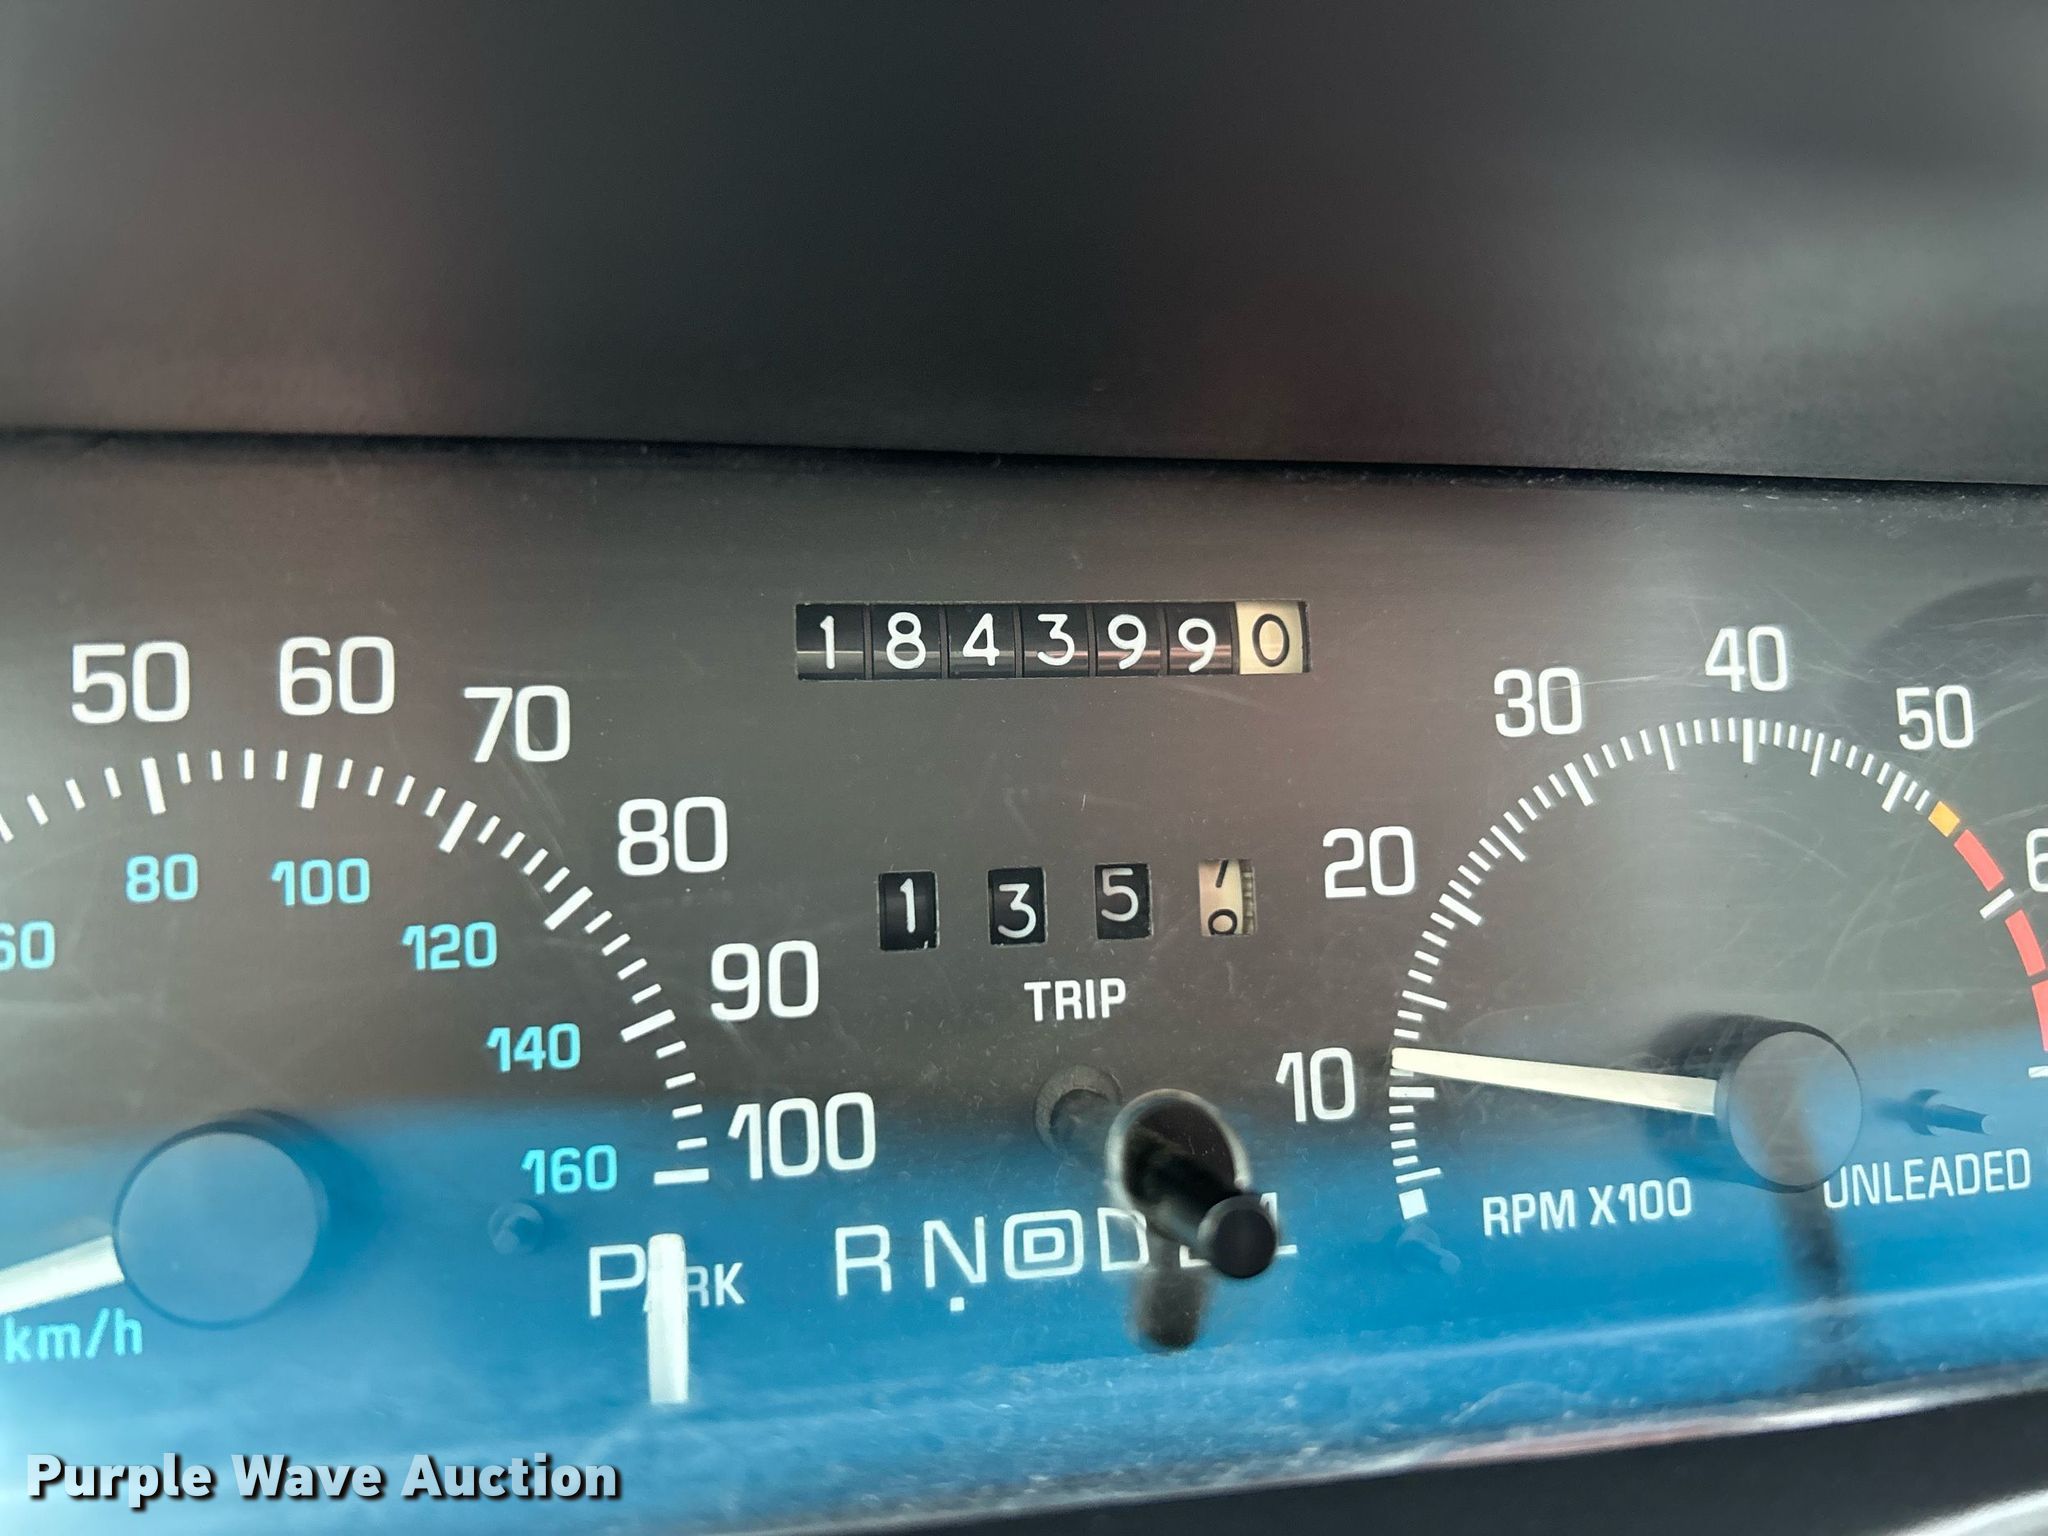 1843990
50 60 70 80 90 100
60 80 100 120 140 160
km/h
135
TRIP
10 20 30 40 50
RPM X100
UNLEADED
PARK R N D D
Purple Wave Auction